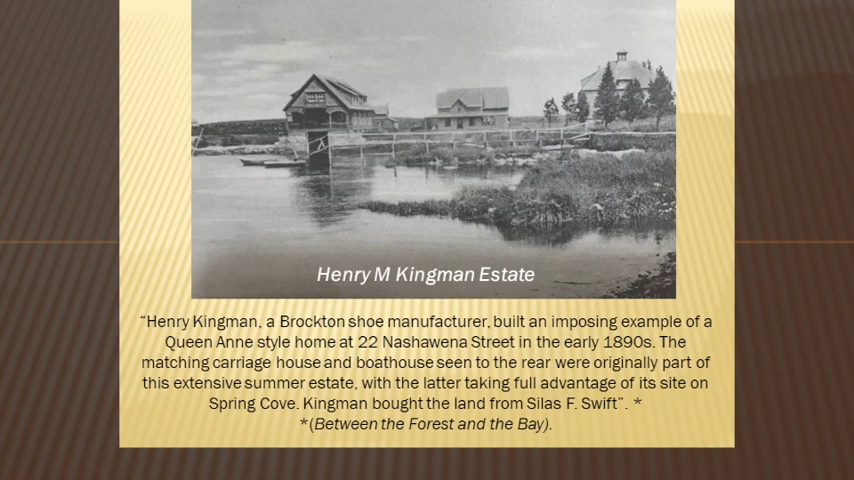 Henry M Kingman Estate
“Henry Kingman, a Brockton shoe manufacturer, built an imposing example of a
Queen Anne style home at 22 Nashawena Street in the early 1890s. The
matching carriage house and boathouse seen to the rear were originally part of
this extensive summer estate, with the latter taking full advantage of its site on
Spring Cove. Kingman bought the land from Silas F. Swift”. *
*(Between the Forest and the Bay).